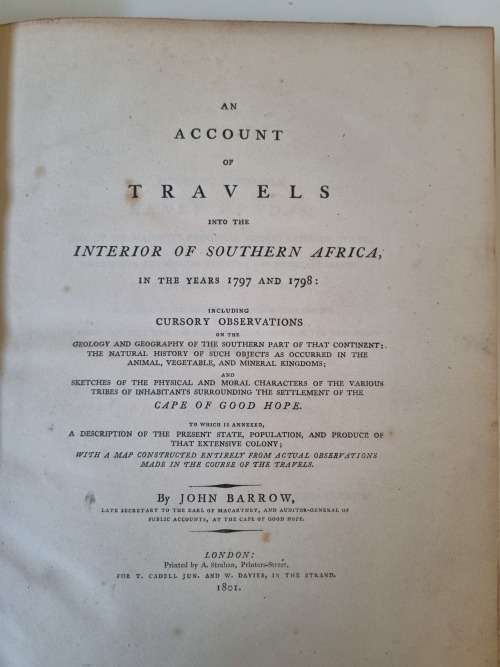 AN
ACCOUNT
OF
TRAVELS
INTO THE
INTERIOR OF SOUTHERN AFRICA,
IN THE YEARS 1797 AND 1798:
INCLUDING
CURSORY OBSERVATIONS
ON THE
GEOLOGY AND GEOGRAPHY OF THE SOUTHERN PART OF THAT CONTINENT;
THE NATURAL HISTORY OF SUCH OBJECTS AS OCCURRED IN THE
ANIMAL, VEGETABLE, AND MINERAL KINGDOMS;
AND
SKETCHES OF THE PHYSICAL AND MORAL CHARACTERS OF THE VARIOUS
TRIBES OF INHABITANTS SURROUNDING THE SETTLEMENT OF THE
CAPE OF GOOD HOPE.
TO WHICH IS ANNEXED,
A DESCRIPTION OF THE PRESENT STATE, POPULATION, AND PRODUCE OF
THAT EXTENSIVE COLONY;
WITH A MAP CONSTRUCTED ENTIRELY FROM ACTUAL OBSERVATIONS
MADE IN THE COURSE OF THE TRAVELS.
By JOHN BARROW,
LATE SECRETARY TO THE EARL OF MACARTNEY, AND AUDITOR-GENERAL OF
PUBLIC ACCOUNTS, AT THE CAPE OF GOOD HOPE.
LONDON:
Printed by A. Strahan, Printers-Street,
FOR T. CADELL JUN. AND W. DAVIES, IN THE STRAND.
1801.